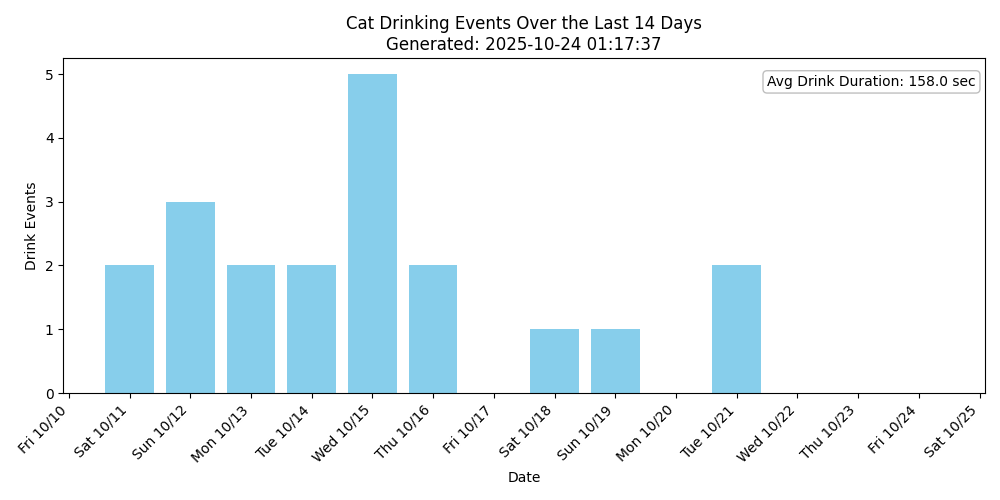 Cat Drinking Events Over the Last 14 Days
Generated: 2025-10-24 01:17:37
Avg Drink Duration: 158.0 sec
Drink Events
5
4
3
2
1
0
Fri 10/10
Sat 10/11
Sun 10/12
Mon 10/13
Tue 10/14
Wed 10/15
Thu 10/16
Fri 10/17
Sat 10/18
Sun 10/19
Mon 10/20
Tue 10/21
Wed 10/22
Thu 10/23
Fri 10/24
Sat 10/25
Date